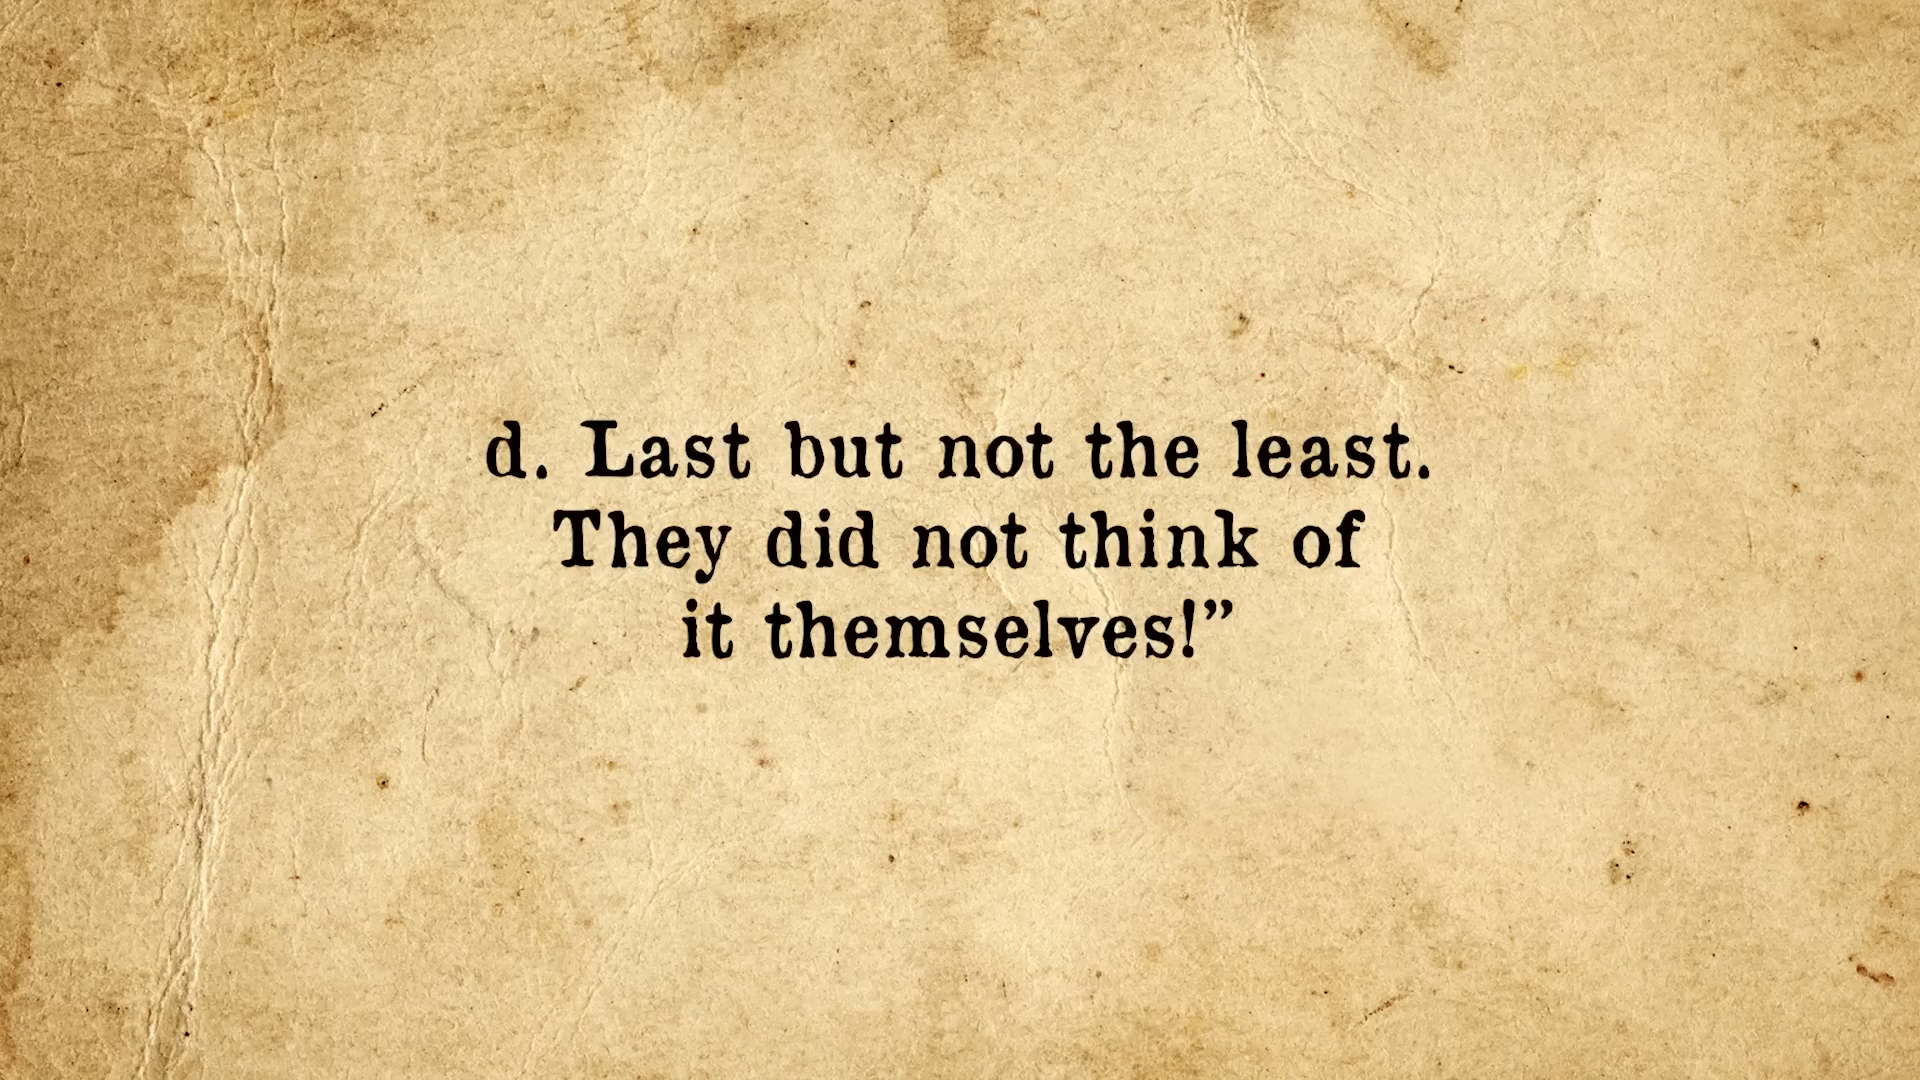 d. Last but not the least.
They did not think of
it themselves!”